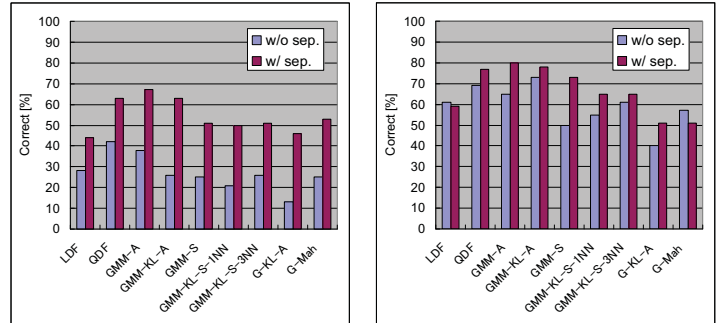 100
90
80
70
60
50
40
30
20
10
0
Correct [%]
w/o sep.
w/ sep.
LDF
QDF
GMM-A
GMM-KL-A
GMM-S
GMM-KL-S-1NN
GMM-KL-S-3NN
G-KL-A
G-Mah
100
90
80
70
60
50
40
30
20
10
0
Correct [%]
w/o sep.
w/ sep.
LDF
QDF
GMM-A
GMM-KL-A
GMM-S
GMM-KL-S-1NN
GMM-KL-S-3NN
G-KL-A
G-Mah